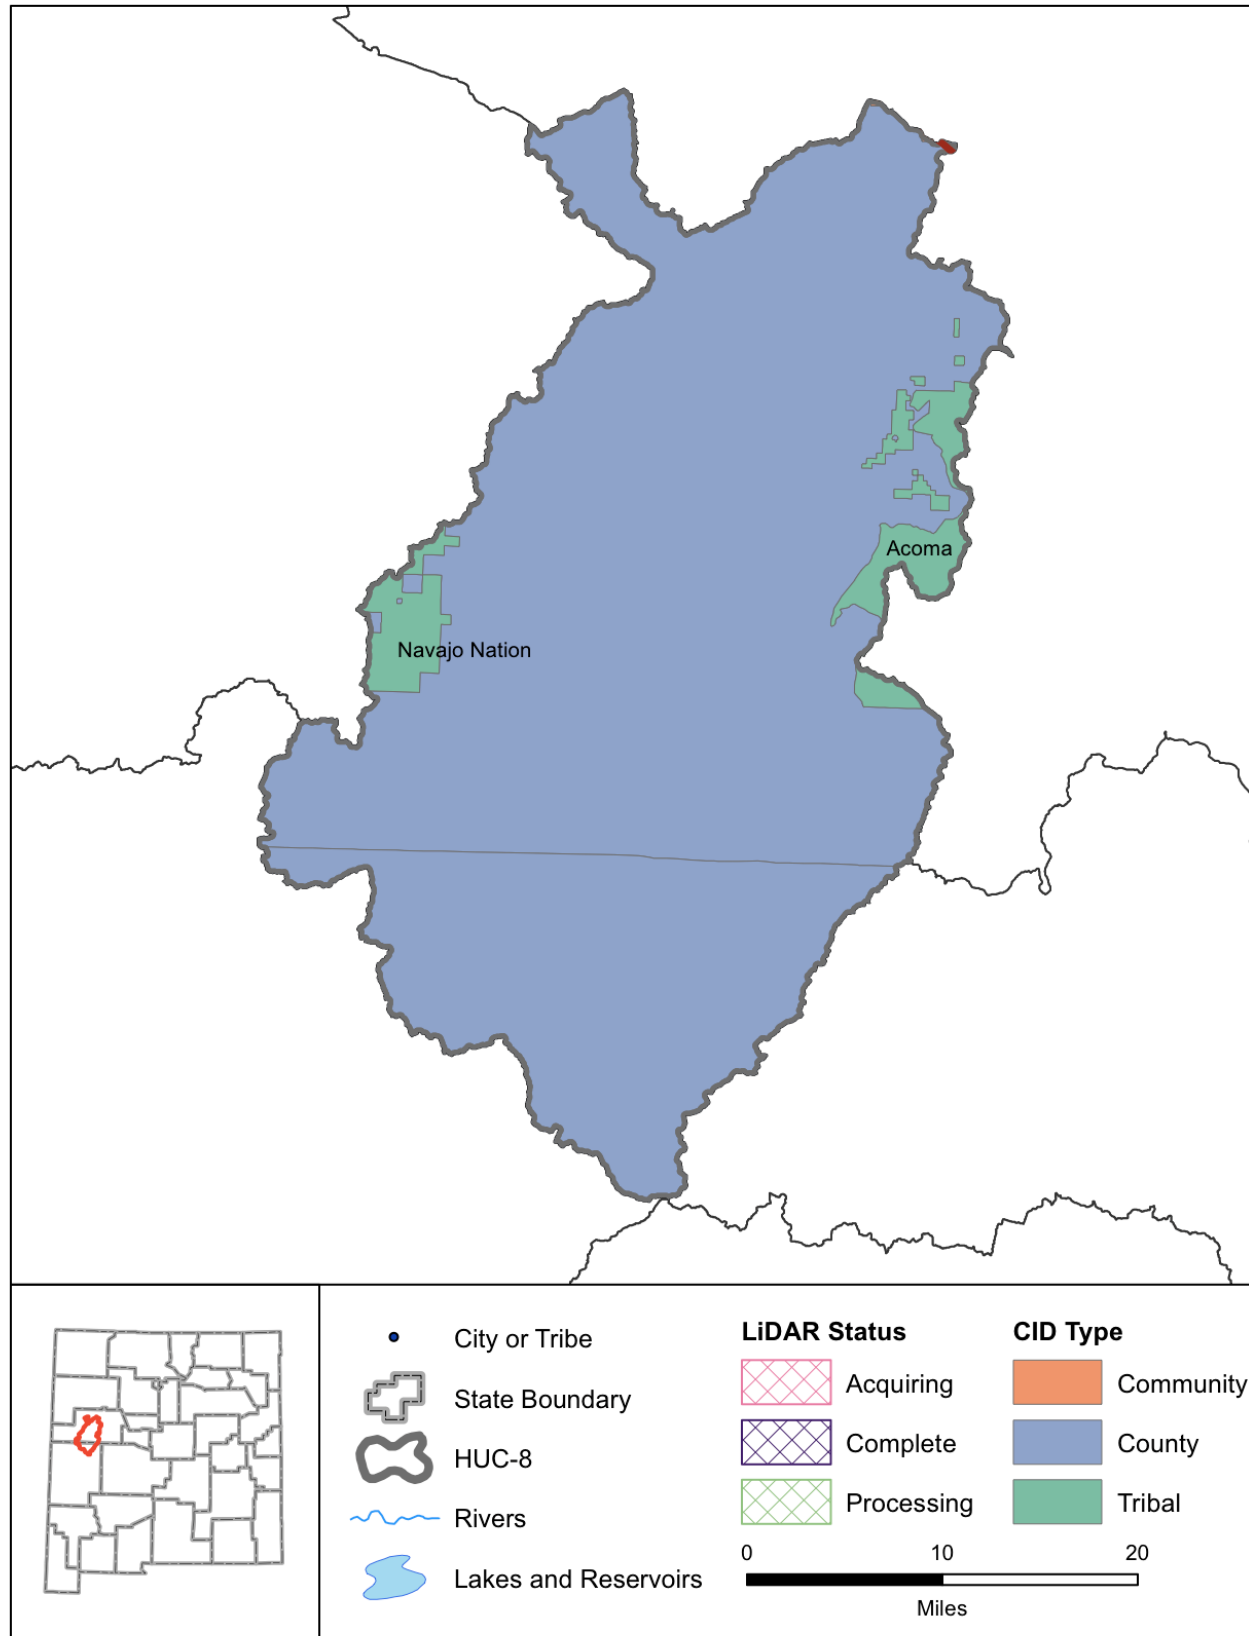 Acoma
Navajo Nation
City or Tribe
State Boundary
HUC-8
Rivers
Lakes and Reservoirs
LiDAR Status
Acquiring
Complete
Processing
CID Type
Community
County
Tribal
0 10 20
Miles